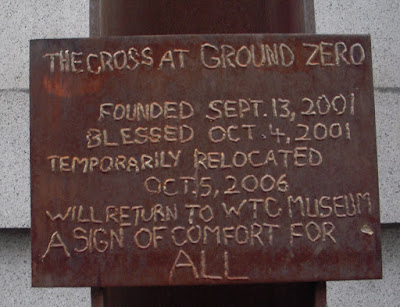 THE CROSS AT GROUND ZERO
FOUNDED SEPT. 13, 2001
BLESSED OCT. 4, 2001
TEMPORARILY RELOCATED
OCT. 5, 2006
WILL RETURN TO WTC MUSEUM
A SIGN OF COMFORT FOR
ALL